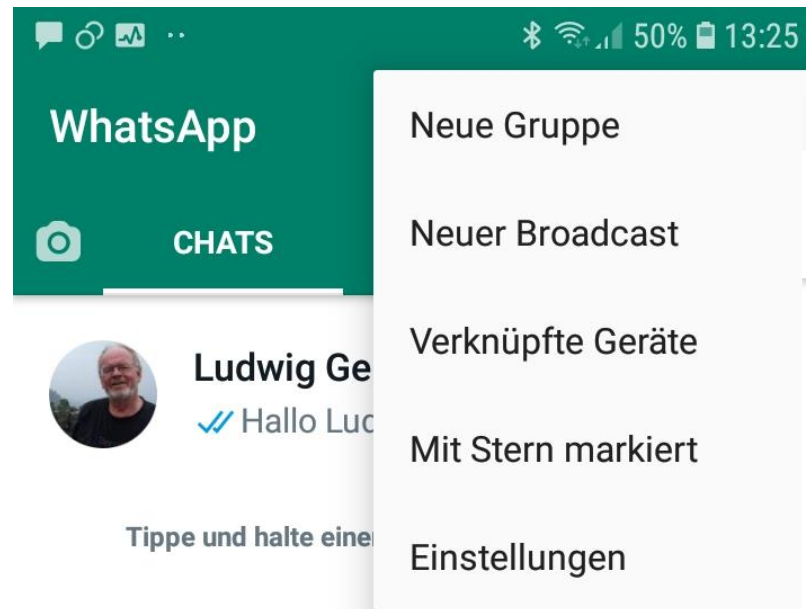 50% 13:25
WhatsApp
CHATS
Ludwig Ge
Hallo Luc
Tippe und halte eine
Neue Gruppe
Neuer Broadcast
Verknüpfte Geräte
Mit Stern markiert
Einstellungen